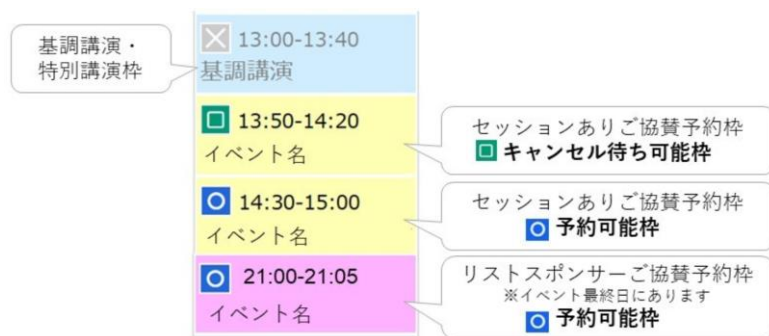 基調講演・
特別講演枠
13:00-13:40
基調講演
13:50-14:20
イベント名
セッションありご協賛予約枠
キャンセル待ち可能枠
14:30-15:00
イベント名
セッションありご協賛予約枠
予約可能枠
21:00-21:05
イベント名
リストスポンサーご協賛予約枠
※イベント最終日にあります
予約可能枠